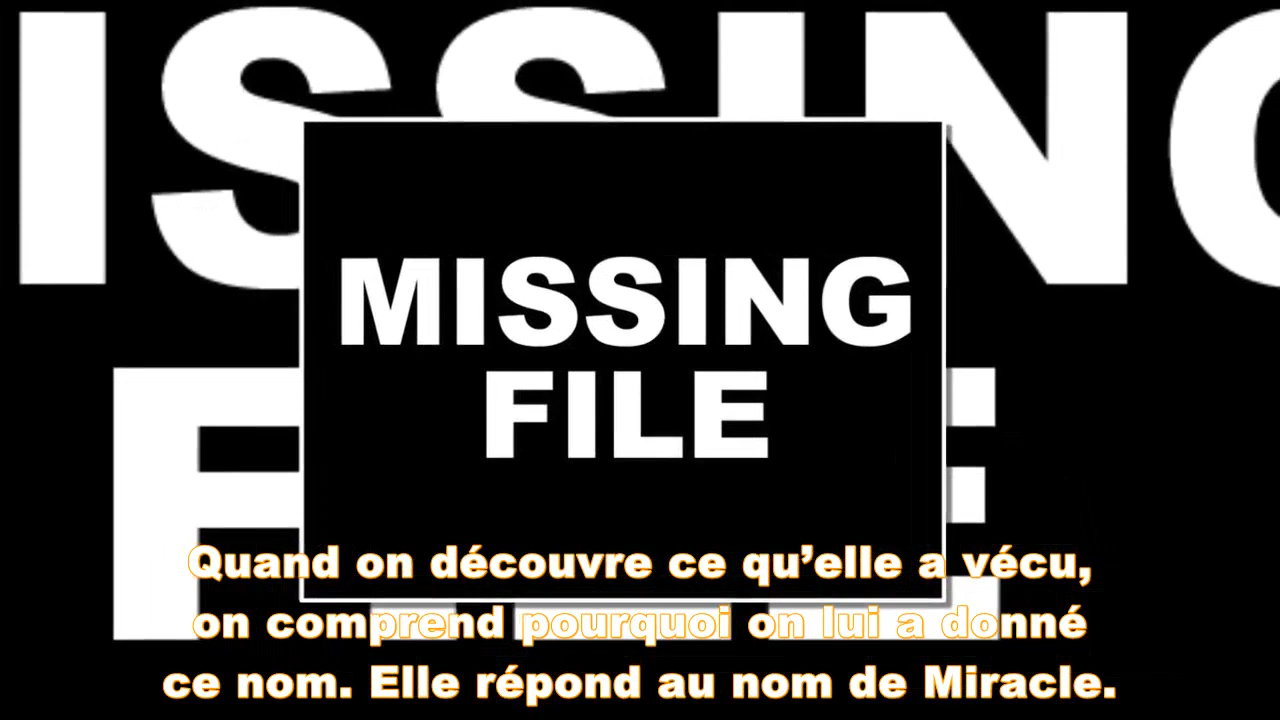 ISSING
MISSING
FILE
Quand on découvre ce qu’elle a vécu,
on comprend pourquoi on lui a donné
ce nom. Elle répond au nom de Miracle.